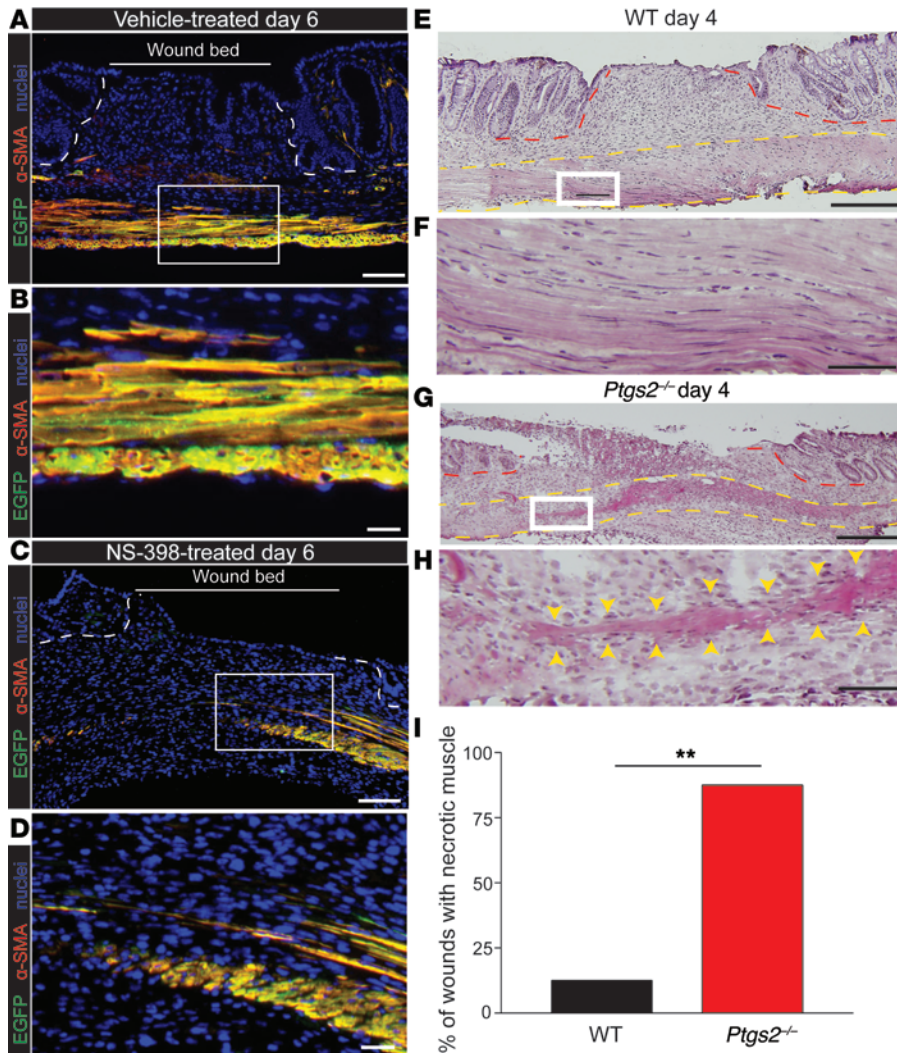 A
Vehicle-treated day 6
EGFP α-SMA nuclei
Wound bed
B
EGFP α-SMA nuclei
C
NS-398-treated day 6
EGFP α-SMA nuclei
Wound bed
D
EGFP α-SMA nuclei
E
WT day 4
F
G
Ptgs2–/– day 4
H
I
% of wounds with necrotic muscle
100
75
50
25
0
**
WT
Ptgs2–/–